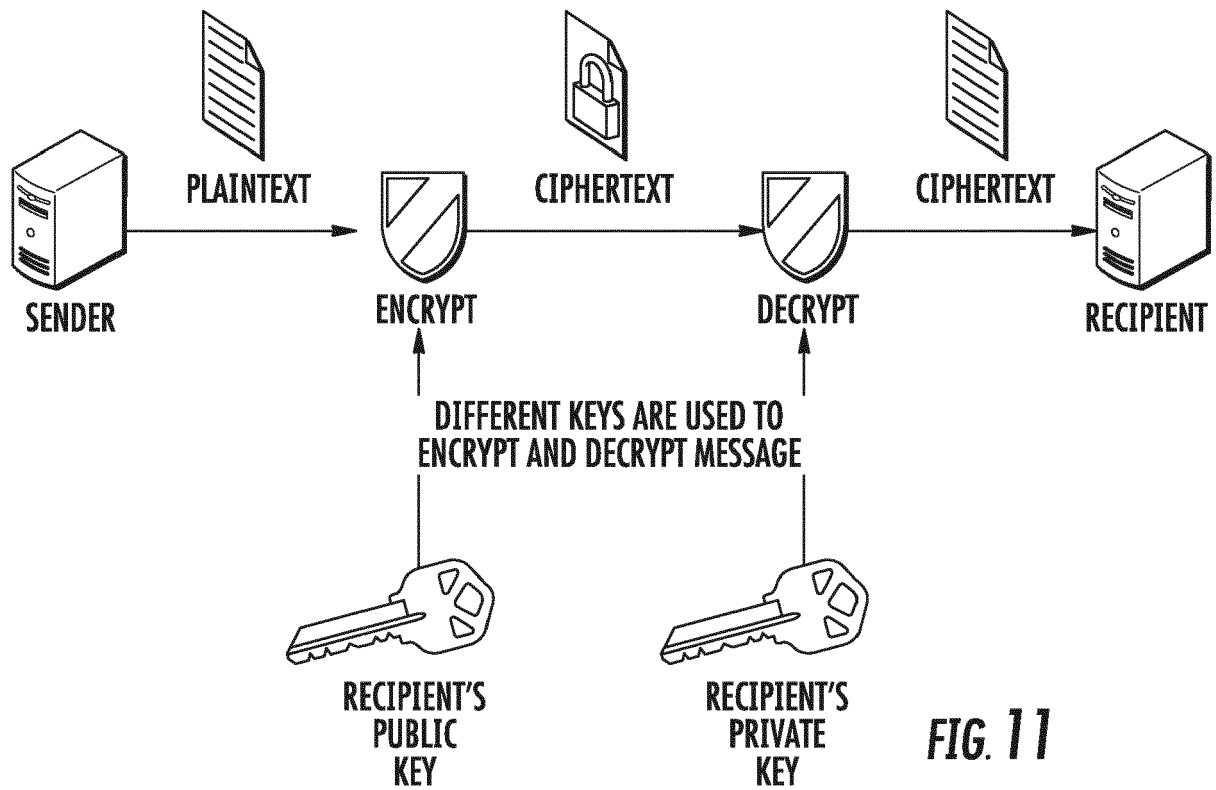 PLAINTEXT
CIPHERTEXT
CIPHERTEXT
SENDER
ENCRYPT
DECRYPT
RECIPIENT
DIFFERENT KEYS ARE USED TO
ENCRYPT AND DECRYPT MESSAGE
RECIPIENT'S
PUBLIC
KEY
RECIPIENT'S
PRIVATE
KEY
FIG. 11